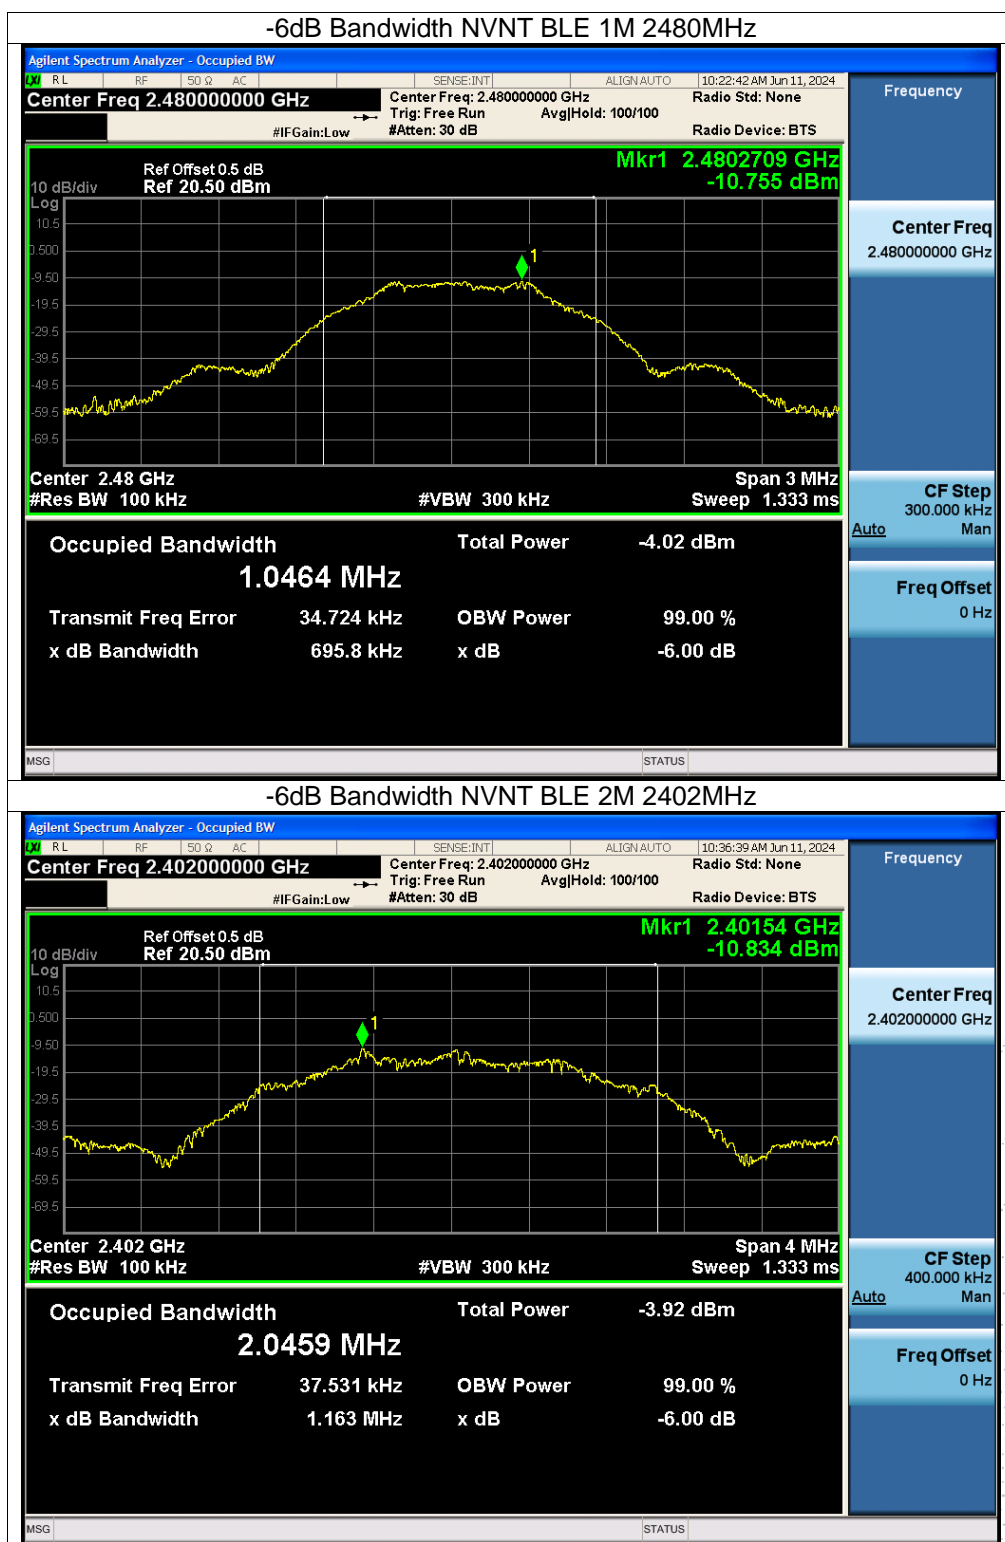 -6dB Bandwidth NVNT BLE 1M 2480MHz
Agilent Spectrum Analyzer - Occupied BW
LXI RL RF 50 Ω AC SENSE:INT ALIGN AUTO 10:22:42 AM Jun 11, 2024
Center Freq 2.480000000 GHz Center Freq: 2.480000000 GHz Radio Std: None
Trig: Free Run Avg|Hold: 100/100
#IFGain:Low #Atten: 30 dB Radio Device: BTS
Frequency
Mkr1 2.4802709 GHz
-10.755 dBm
Ref Offset 0.5 dB
10 dB/div Ref 20.50 dBm
Log
10.5
0.500
-9.50
-19.5
-29.5
-39.5
-49.5
-59.5
-69.5
1
Center Freq
2.480000000 GHz
Center 2.48 GHz Span 3 MHz
#Res BW 100 kHz #VBW 300 kHz Sweep 1.333 ms
CF Step
300.000 kHz
Auto Man
Occupied Bandwidth Total Power -4.02 dBm
1.0464 MHz
Freq Offset
0 Hz
Transmit Freq Error 34.724 kHz OBW Power 99.00 %
x dB Bandwidth 695.8 kHz x dB -6.00 dB
MSG STATUS
-6dB Bandwidth NVNT BLE 2M 2402MHz
Agilent Spectrum Analyzer - Occupied BW
LXI RL RF 50 Ω AC SENSE:INT ALIGN AUTO 10:36:39 AM Jun 11, 2024
Center Freq 2.402000000 GHz Center Freq: 2.402000000 GHz Radio Std: None
Trig: Free Run Avg|Hold: 100/100
#IFGain:Low #Atten: 30 dB Radio Device: BTS
Frequency
Mkr1 2.40154 GHz
-10.834 dBm
Ref Offset 0.5 dB
10 dB/div Ref 20.50 dBm
Log
10.5
0.500
-9.50
-19.5
-29.5
-39.5
-49.5
-59.5
-69.5
1
Center Freq
2.402000000 GHz
Center 2.402 GHz Span 4 MHz
#Res BW 100 kHz #VBW 300 kHz Sweep 1.333 ms
CF Step
400.000 kHz
Auto Man
Occupied Bandwidth Total Power -3.92 dBm
2.0459 MHz
Freq Offset
0 Hz
Transmit Freq Error 37.531 kHz OBW Power 99.00 %
x dB Bandwidth 1.163 MHz x dB -6.00 dB
MSG STATUS